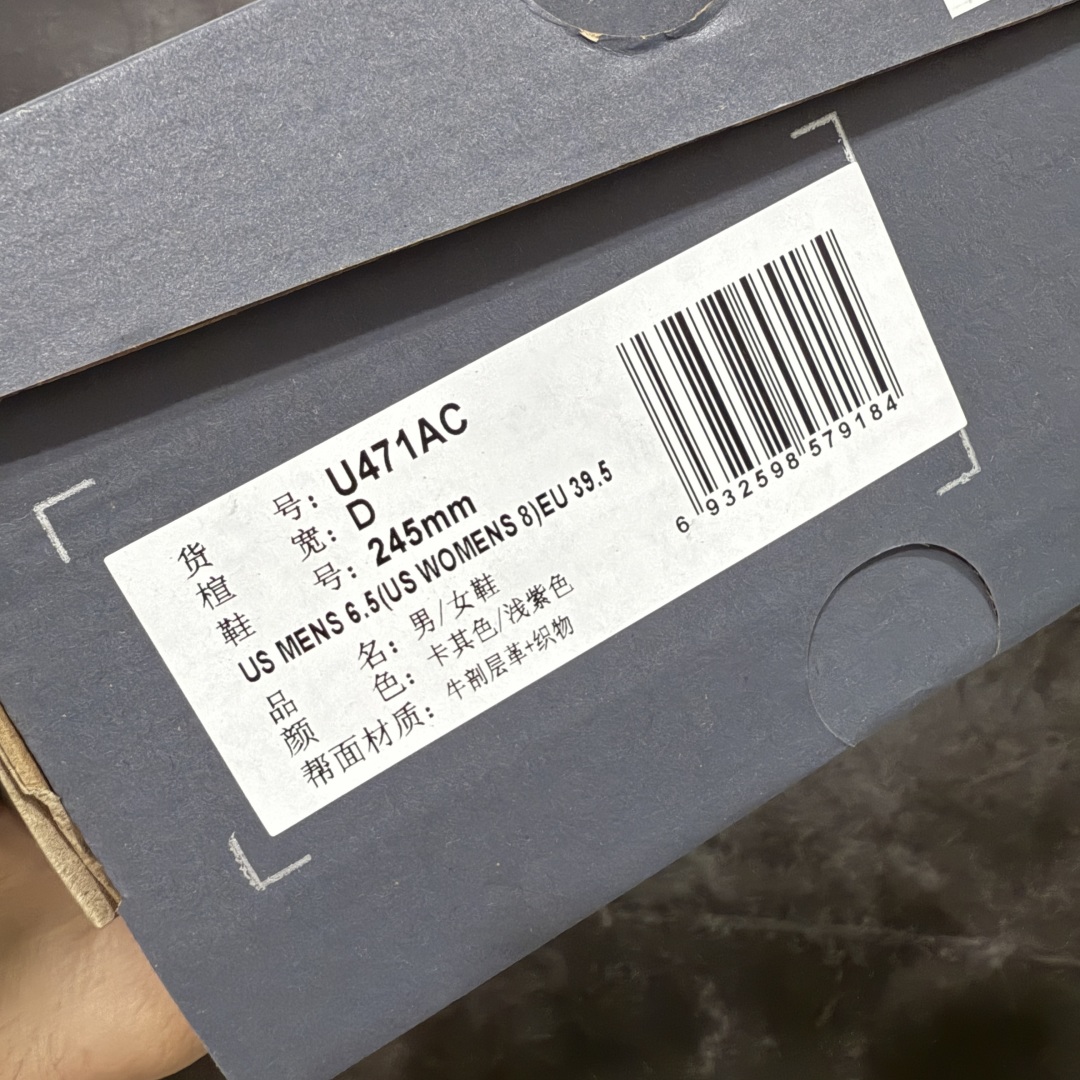 货号: U471AC
楦宽: D
鞋号: 245mm
US MENS 6.5(US WOMENS 8)EU 39.5
品名: 男/女鞋
颜色: 卡其色/浅紫色
帮面材质: 牛剖层革+织物
6 932598 579184